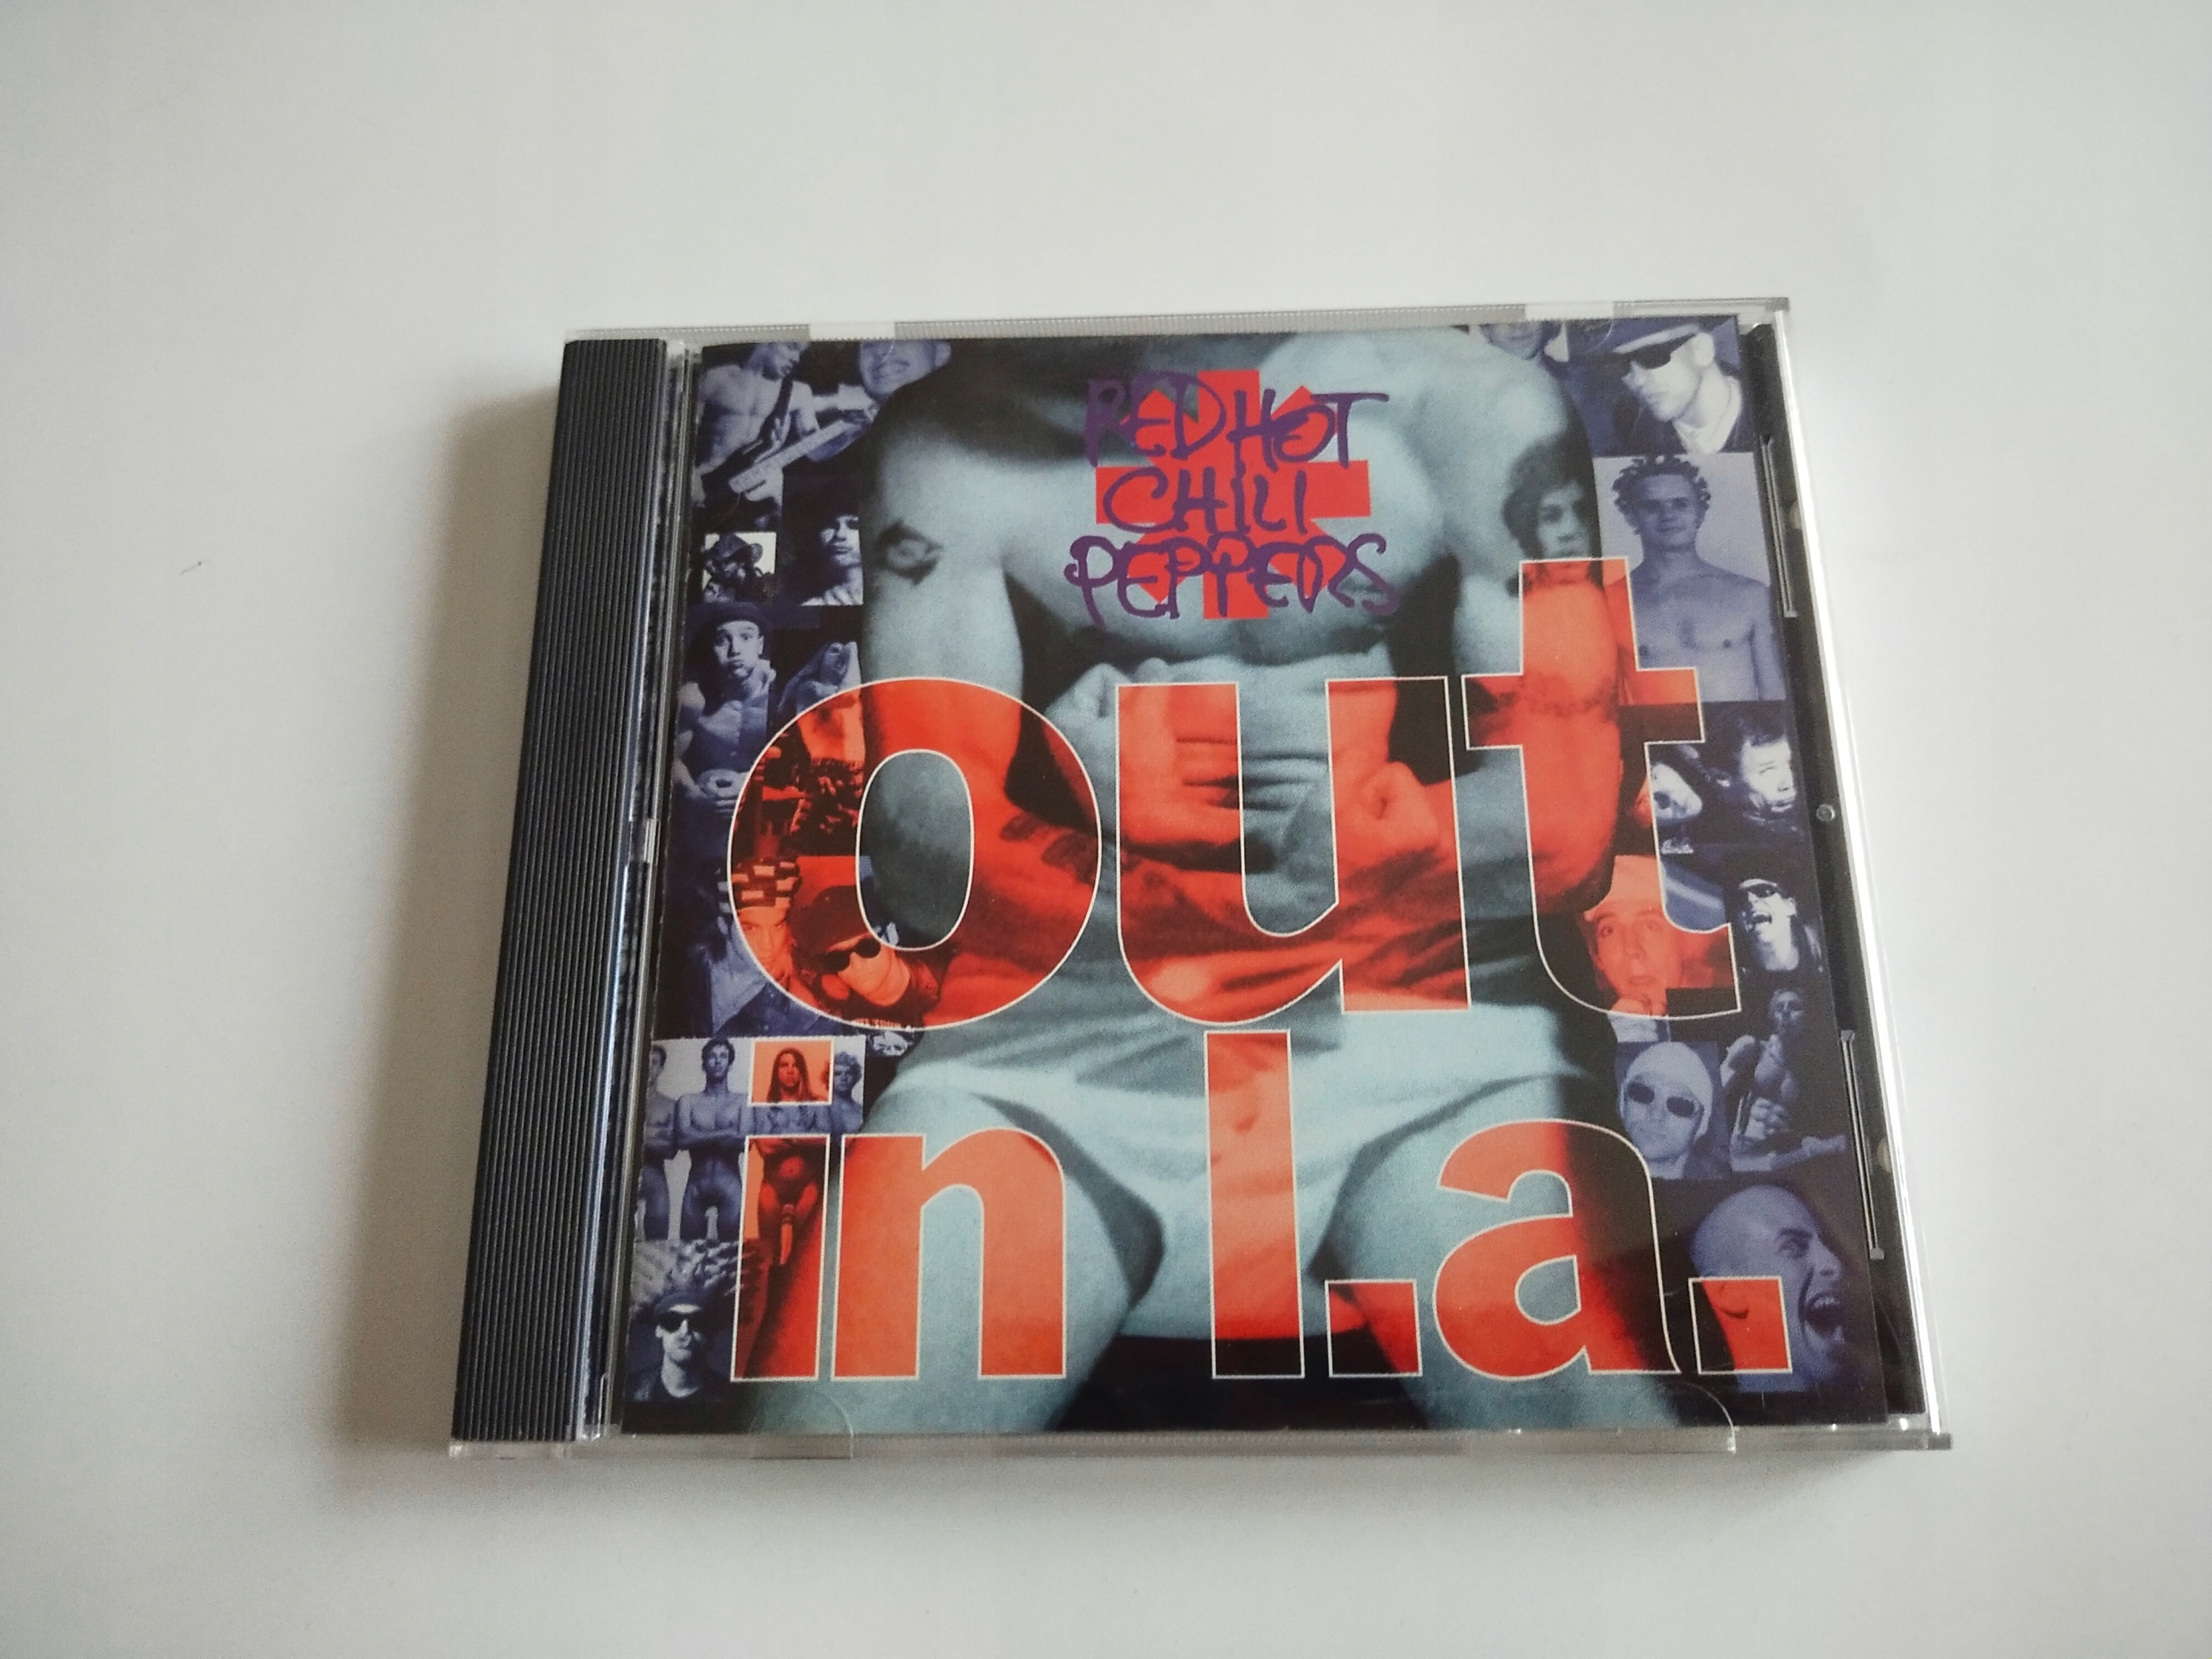 RED HOT
CHILI
PEPPERS
out
in l.a.